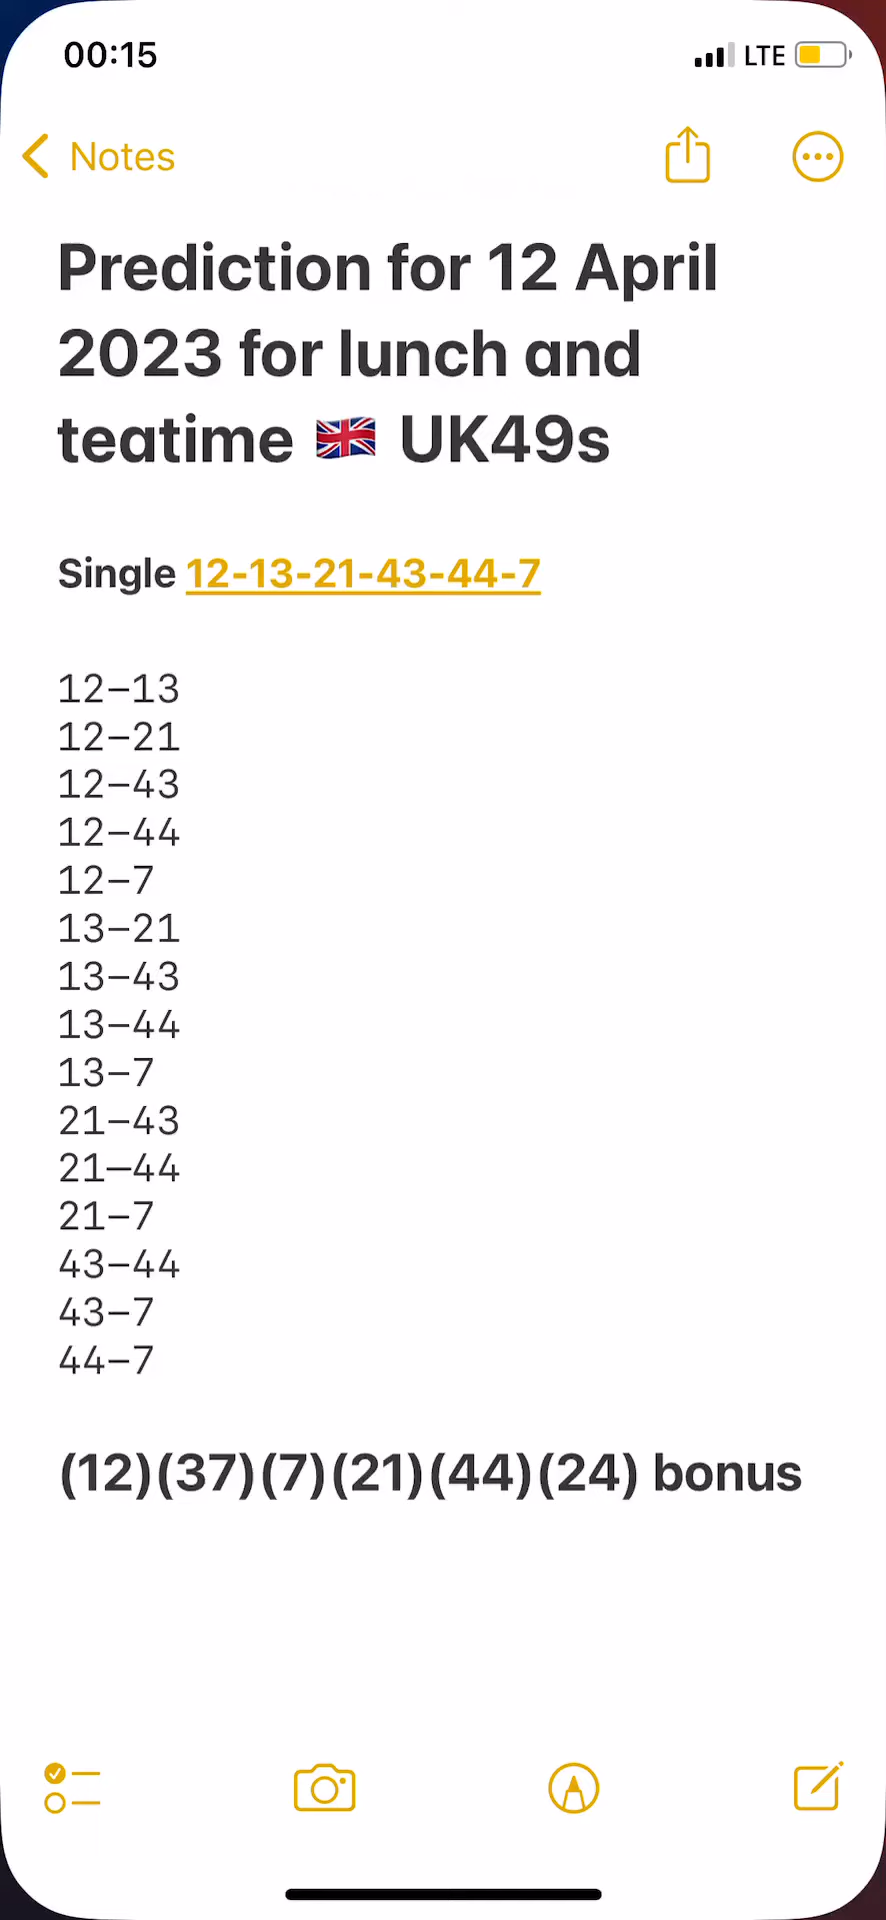 00:15
LTE
Notes
Prediction for 12 April
2023 for lunch and
teatime 🇬🇧 UK49s
Single 12-13-21-43-44-7
12–13
12–21
12–43
12–44
12–7
13–21
13–43
13–44
13–7
21–43
21–44
21–7
43–44
43–7
44–7
(12)(37)(7)(21)(44)(24) bonus